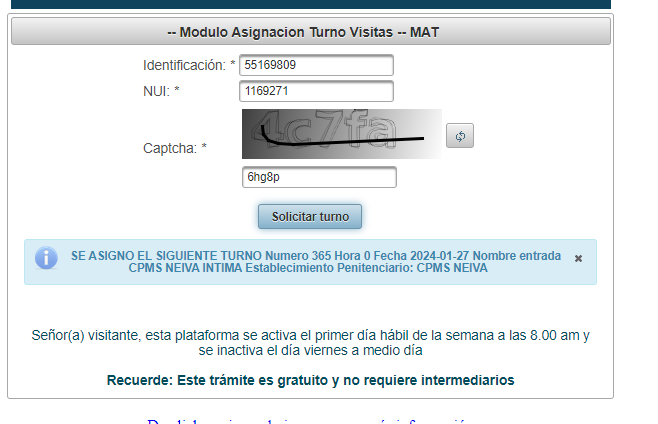 -- Modulo Asignacion Turno Visitas -- MAT
Identificación: * 55169809
NUI: * 1169271
4c7fa
Captcha: *
6hg8p
Solicitar turno
SE ASIGNO EL SIGUIENTE TURNO Numero 365 Hora 0 Fecha 2024-01-27 Nombre entrada
CPMS NEIVA INTIMA Establecimiento Penitenciario: CPMS NEIVA
Señor(a) visitante, esta plataforma se activa el primer día hábil de la semana a las 8.00 am y
se inactiva el día viernes a medio día
Recuerde: Este trámite es gratuito y no requiere intermediarios